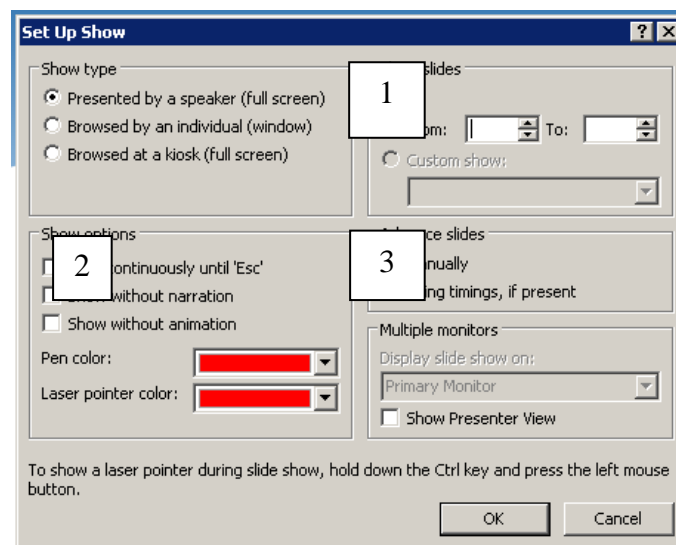 Set Up Show
Show type
Presented by a speaker (full screen)
Browsed by an individual (window)
Browsed at a kiosk (full screen)
1
slides
To:
Custom show:
Show options
2
continuously until 'Esc'
without narration
Show without animation
Pen color:
Laser pointer color:
3
slides
timings, if present
Multiple monitors
Display slide show on:
Primary Monitor
Show Presenter View
To show a laser pointer during slide show, hold down the Ctrl key and press the left mouse
button.
OK
Cancel